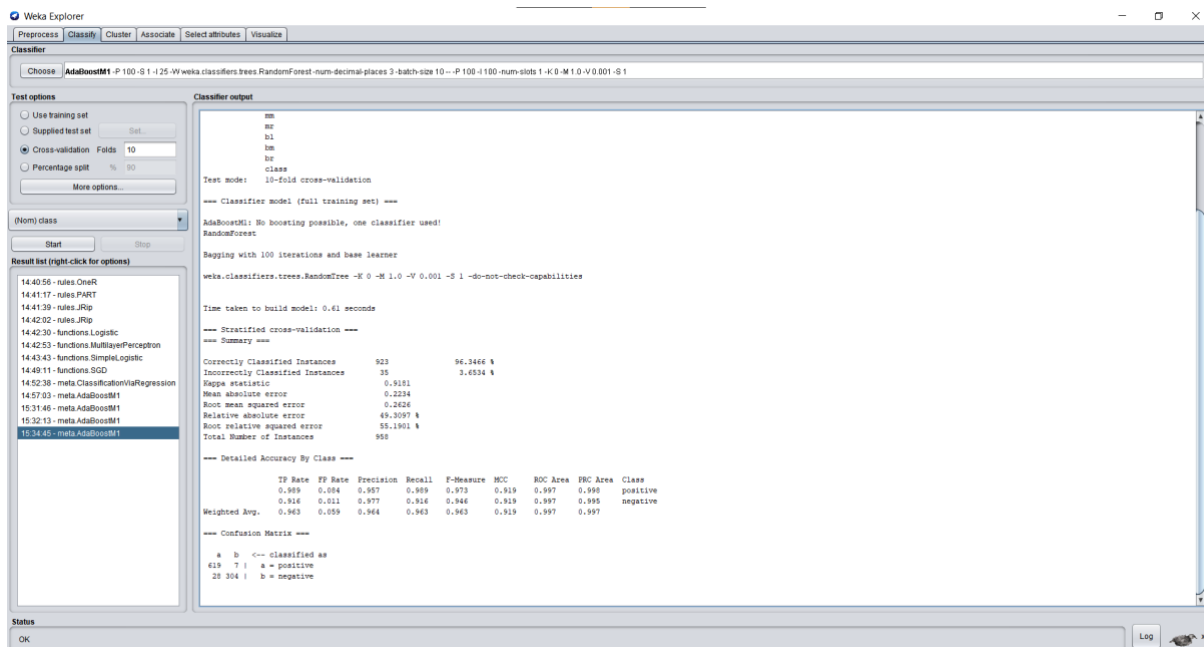 Weka Explorer
Preprocess Classify Cluster Associate Select attributes Visualize
Classifier
Choose AdaBoostM1 -P 100 -S 1 -I 25 -W weka.classifiers.trees.RandomForest -num-decimal-places 3 -batch-size 10 -- -P 100 -I 100 -num-slots 1 -K 0 -M 1.0 -V 0.001 -S 1
Test options
Use training set
Supplied test set Set...
Cross-validation Folds 10
Percentage split % 90
More options...
(Nom) class
Start Stop
Result list (right-click for options)
14:40:56 - rules.OneR
14:41:17 - rules.PART
14:41:39 - rules.JRip
14:42:02 - rules.JRip
14:42:30 - functions.Logistic
14:42:53 - functions.MultilayerPerceptron
14:43:43 - functions.SimpleLogistic
14:49:11 - functions.SGD
14:52:38 - meta.ClassificationViaRegression
14:57:03 - meta.AdaBoostM1
15:31:46 - meta.AdaBoostM1
15:32:13 - meta.AdaBoostM1
15:34:45 - meta.AdaBoostM1
Classifier output
mm
mr
bl
bm
br
class
Test mode: 10-fold cross-validation
=== Classifier model (full training set) ===
AdaBoostM1: No boosting possible, one classifier used!
RandomForest
Bagging with 100 iterations and base learner
weka.classifiers.trees.RandomTree -K 0 -M 1.0 -V 0.001 -S 1 -do-not-check-capabilities
Time taken to build model: 0.61 seconds
=== Stratified cross-validation ===
=== Summary ===
Correctly Classified Instances 923 96.3466 %
Incorrectly Classified Instances 35 3.6534 %
Kappa statistic 0.9181
Mean absolute error 0.2234
Root mean squared error 0.2626
Relative absolute error 49.3097 %
Root relative squared error 55.1901 %
Total Number of Instances 958
=== Detailed Accuracy By Class ===
TP Rate FP Rate Precision Recall F-Measure MCC ROC Area PRC Area Class
0.989 0.084 0.957 0.989 0.973 0.919 0.997 0.998 positive
0.916 0.011 0.977 0.916 0.946 0.919 0.997 0.995 negative
Weighted Avg. 0.963 0.059 0.964 0.963 0.963 0.919 0.997 0.997
=== Confusion Matrix ===
a b <-- classified as
619 7 | a = positive
28 304 | b = negative
Status
OK
Log
x